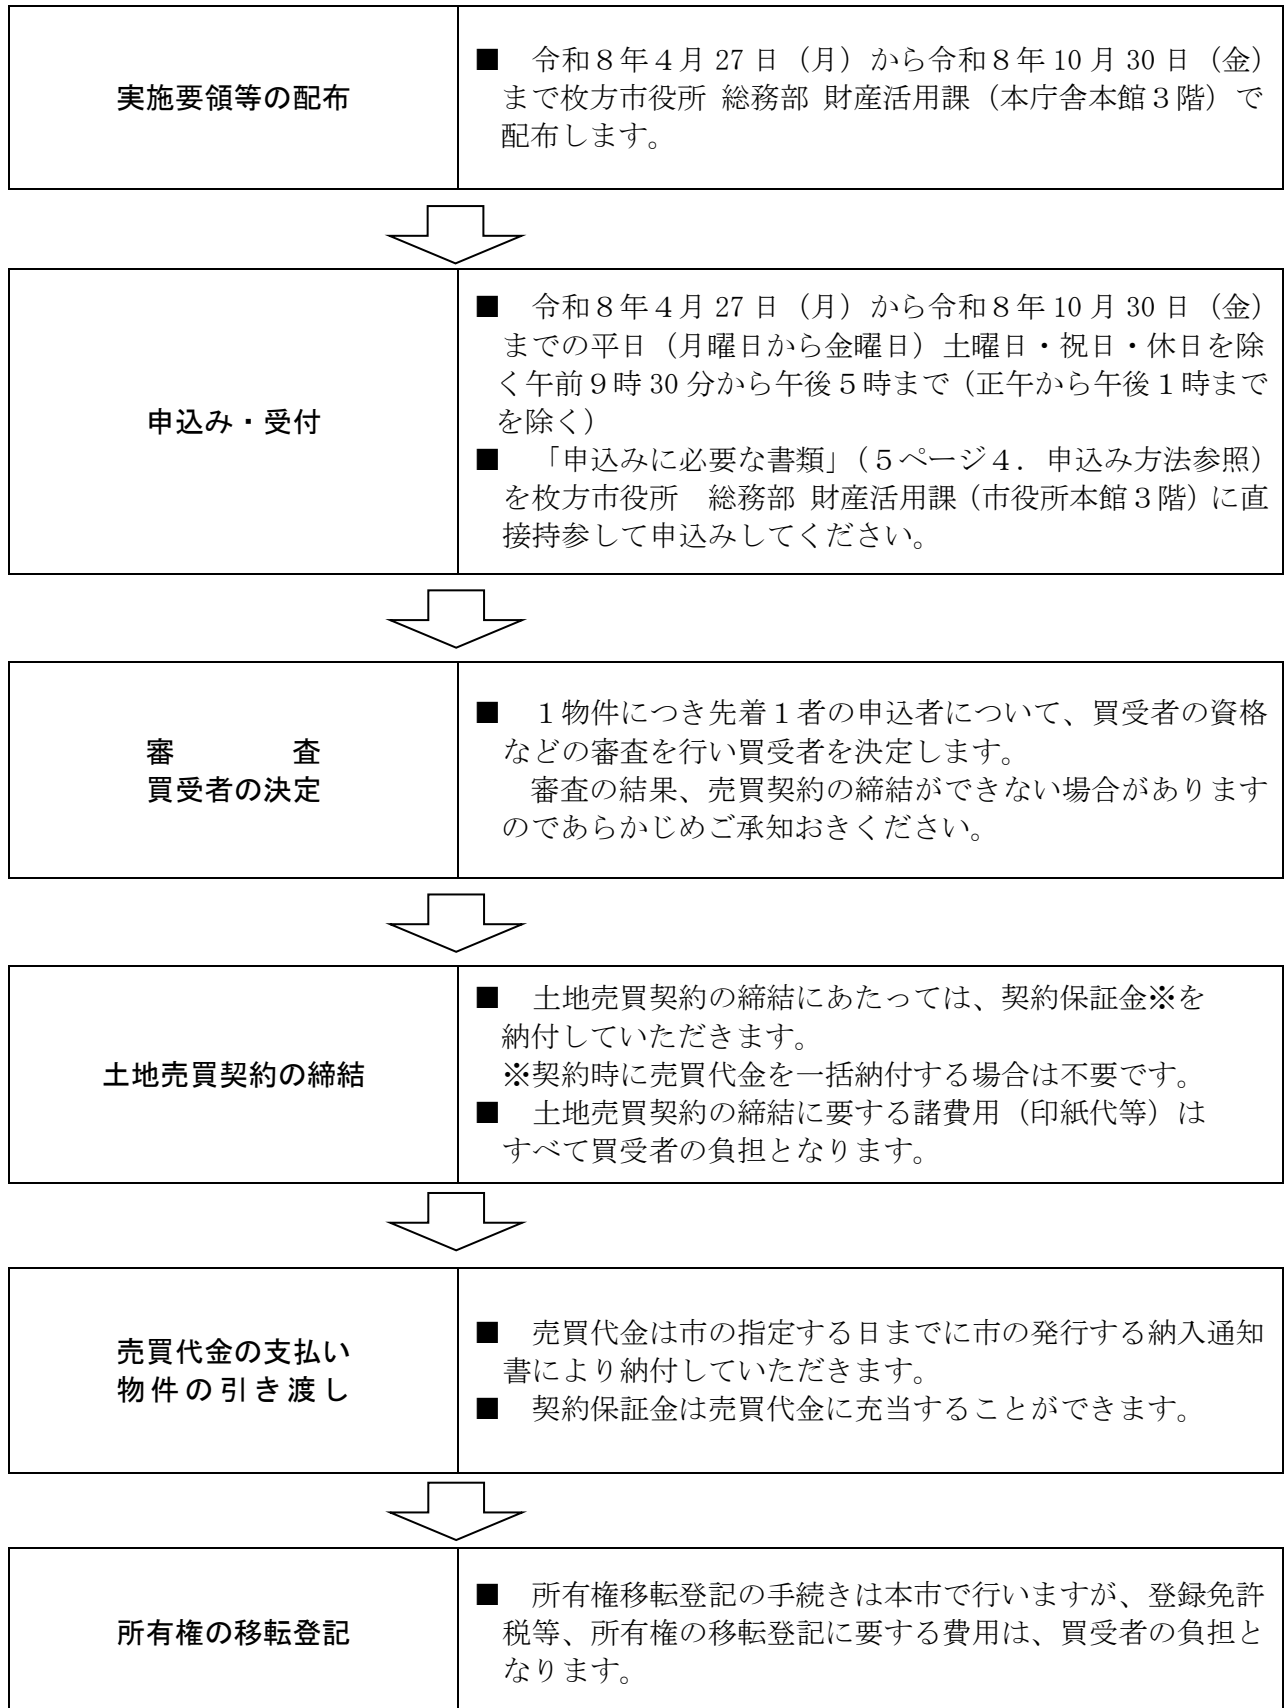 実施要領等の配布
■　令和８年４月 27 日（月）から令和８年 10 月 30 日（金）
まで枚方市役所 総務部 財産活用課（本庁舎本館３階）で
配布します。
申込み・受付
■　令和８年４月 27 日（月）から令和８年 10 月 30 日（金）
までの平日（月曜日から金曜日）土曜日・祝日・休日を除
く午前９時 30 分から午後５時まで（正午から午後１時まで
を除く）
■　「申込みに必要な書類」（５ページ４．申込み方法参照）
を枚方市役所　総務部 財産活用課（市役所本館３階）に直
接持参して申込みしてください。
審　　　　査
買受者の決定
■　１物件につき先着１者の申込者について、買受者の資格
などの審査を行い買受者を決定します。
審査の結果、売買契約の締結ができない場合があります
のであらかじめご承知おきください。
土地売買契約の締結
■　土地売買契約の締結にあたっては、契約保証金※を
納付していただきます。
※契約時に売買代金を一括納付する場合は不要です。
■　土地売買契約の締結に要する諸費用（印紙代等）は
すべて買受者の負担となります。
売買代金の支払い
物件の引き渡し
■　売買代金は市の指定する日までに市の発行する納入通知
書により納付していただきます。
■　契約保証金は売買代金に充当することができます。
所有権の移転登記
■　所有権移転登記の手続きは本市で行いますが、登録免許
税等、所有権の移転登記に要する費用は、買受者の負担と
なります。